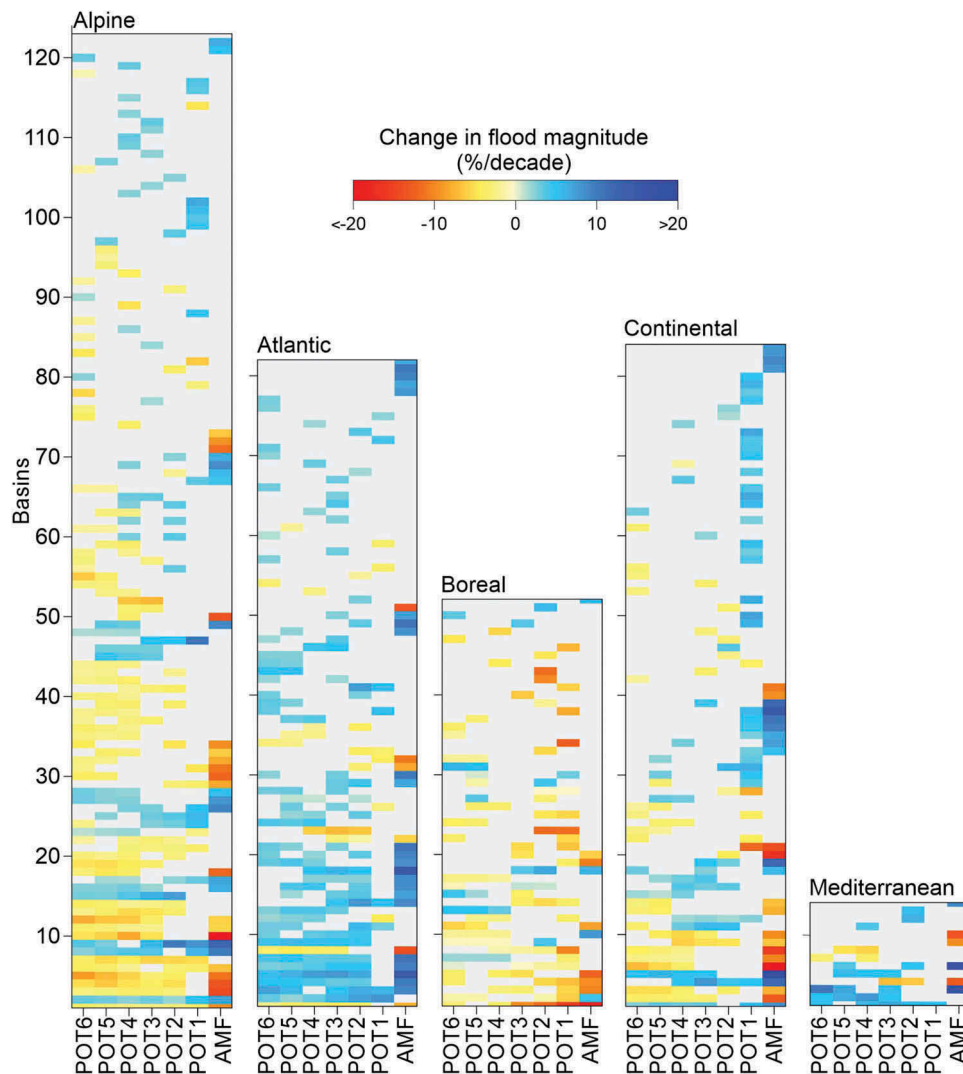 Alpine
120
110
100
90
80
70
60
50
40
30
20
10
Basins
Change in flood magnitude
(%/decade)
<-20 -10 0 10 >20
Atlantic
Boreal
Continental
Mediterranean
POT6 POT5 POT4 POT3 POT2 POT1 AMF
POT6 POT5 POT4 POT3 POT2 POT1 AMF
POT6 POT5 POT4 POT3 POT2 POT1 AMF
POT6 POT5 POT4 POT3 POT2 POT1 AMF
POT6 POT5 POT4 POT3 POT2 POT1 AMF